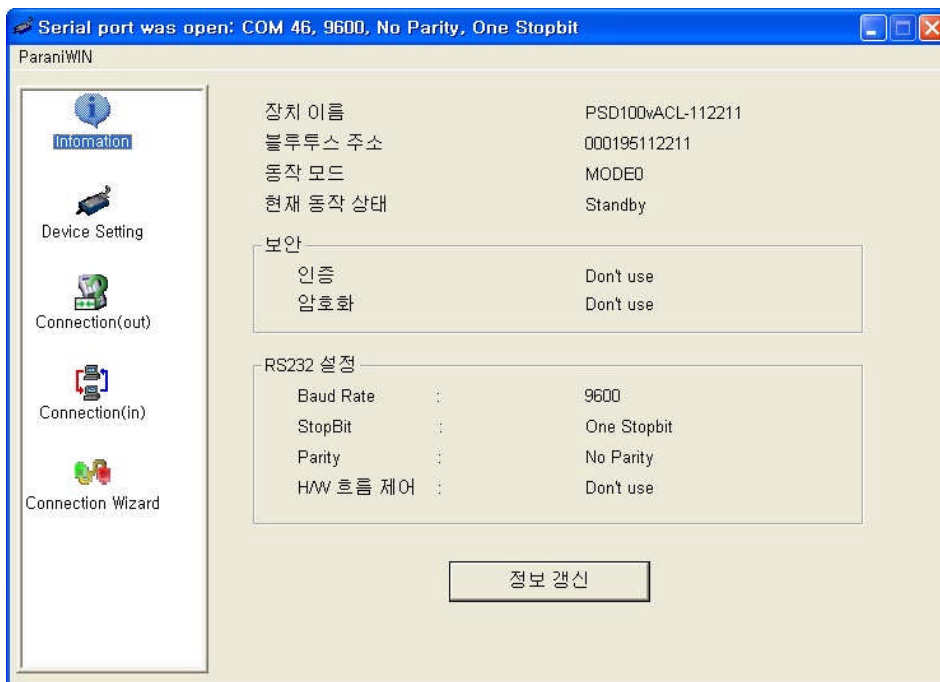 Serial port was open: COM 46, 9600, No Parity, One Stopbit
ParaniWIN
Infomation
Device Setting
Connection(out)
Connection(in)
Connection Wizard
장치 이름 PSD100vACL-112211
블루투스 주소 000195112211
동작 모드 MODE0
현재 동작 상태 Standby
보안
인증 Don't use
암호화 Don't use
RS232 설정
Baud Rate : 9600
StopBit : One Stopbit
Parity : No Parity
H/W 흐름 제어 : Don't use
정보 갱신